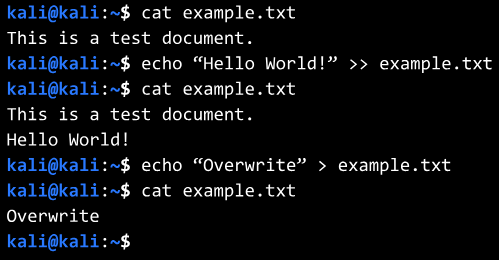 kali@kali:~$ cat example.txt
This is a test document.
kali@kali:~$ echo “Hello World!” >> example.txt
kali@kali:~$ cat example.txt
This is a test document.
Hello World!
kali@kali:~$ echo “Overwrite” > example.txt
kali@kali:~$ cat example.txt
Overwrite
kali@kali:~$